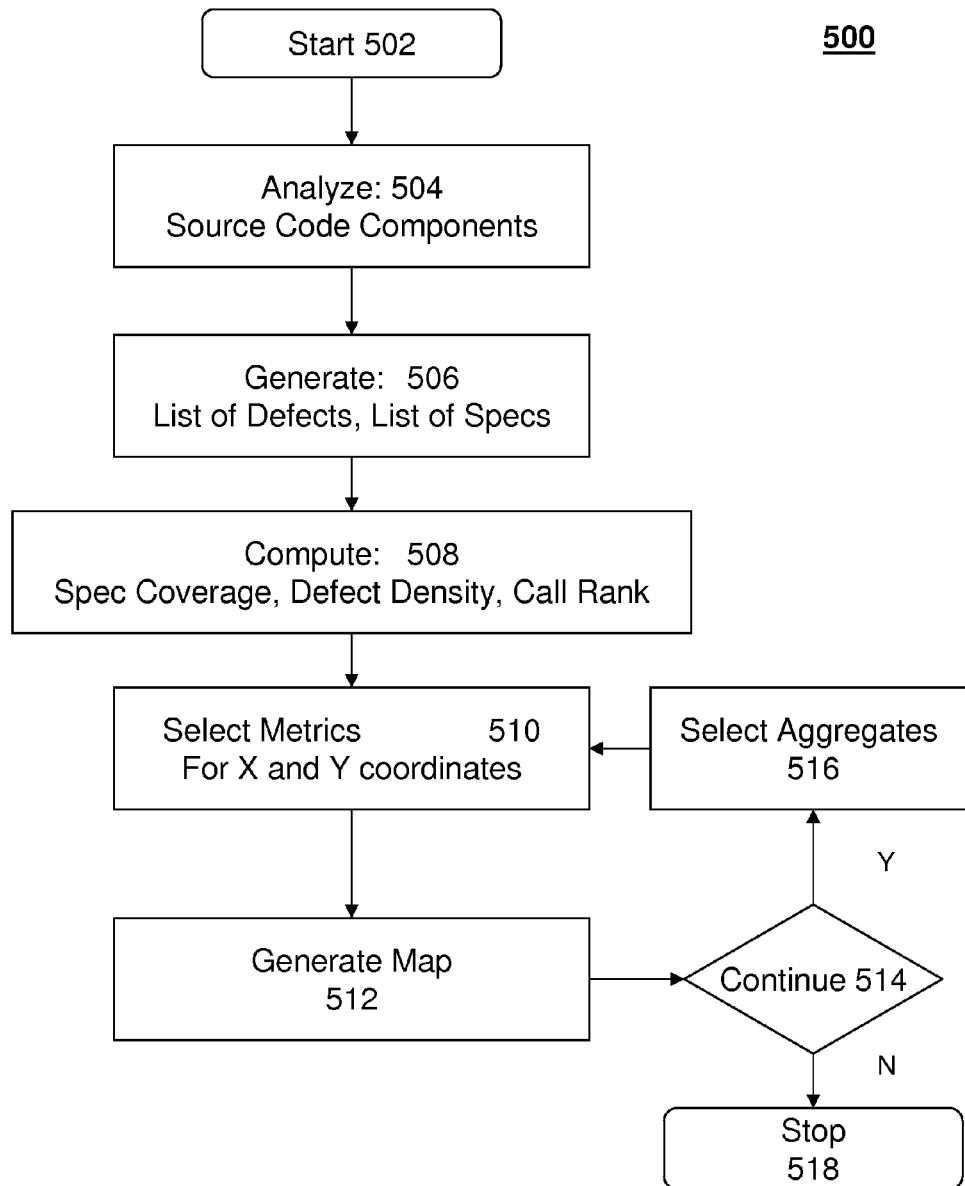 Start 502
500
Analyze: 504
Source Code Components
Generate: 506
List of Defects, List of Specs
Compute: 508
Spec Coverage, Defect Density, Call Rank
Select Metrics 510
For X and Y coordinates
Select Aggregates
516
Y
Generate Map
512
Continue 514
N
Stop
518